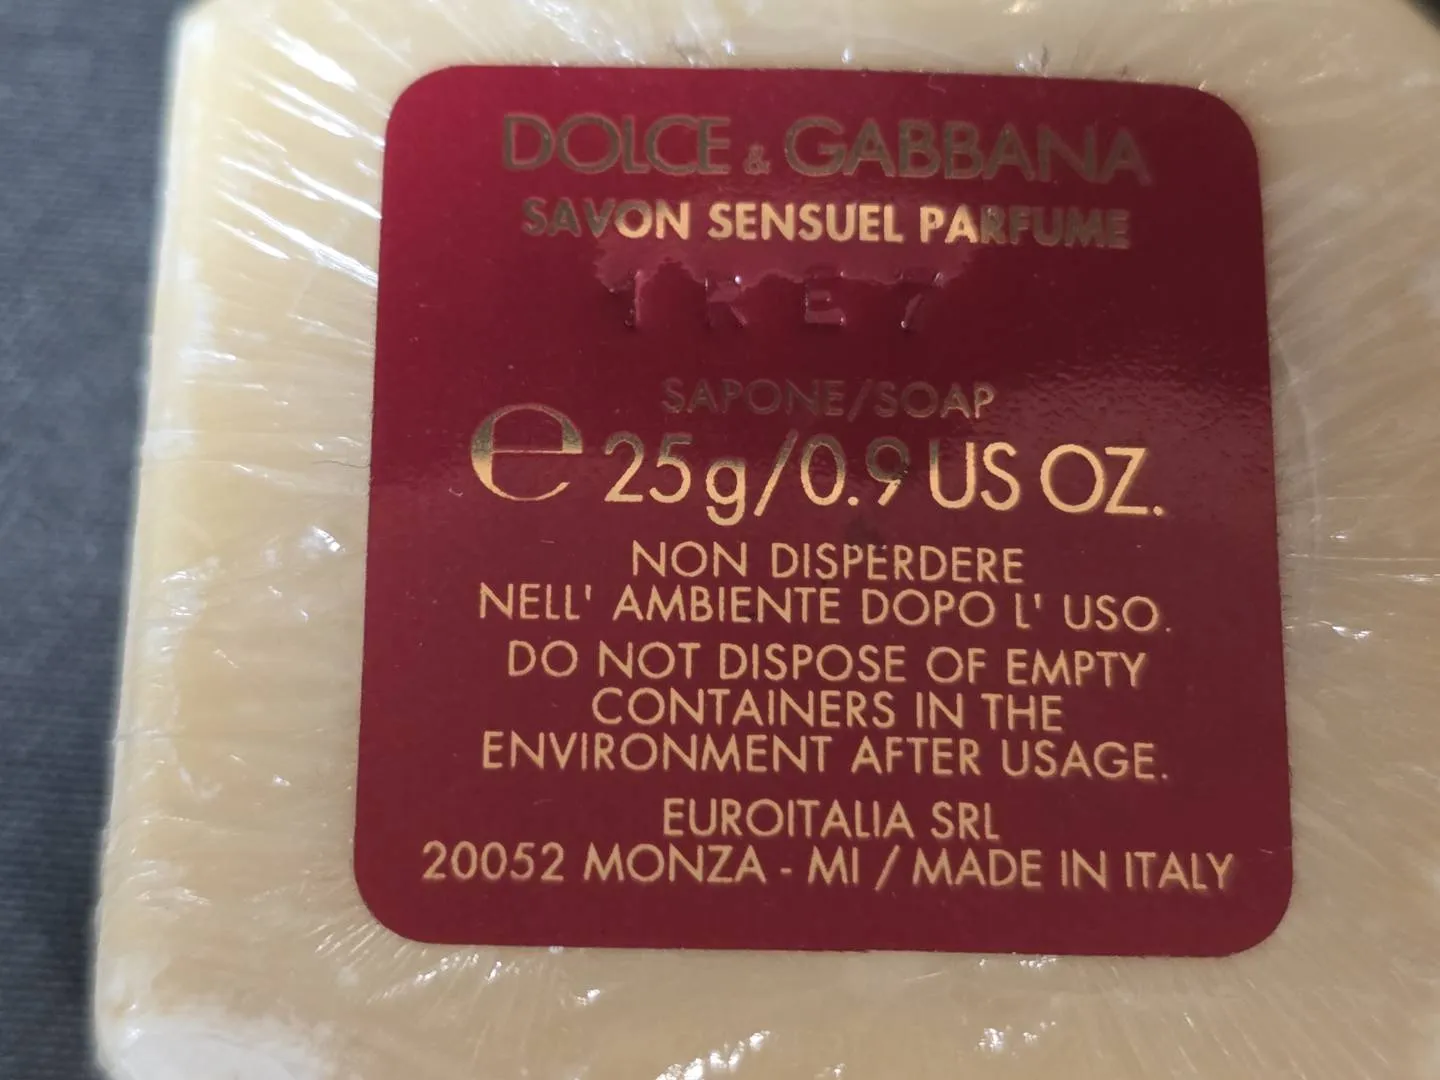 DOLCE & GABBANA
SAVON SENSUEL PARFUME
TRE7
SAPONE/SOAP
e 25g/0.9 US OZ.
NON DISPERDERE
NELL' AMBIENTE DOPO L' USO.
DO NOT DISPOSE OF EMPTY
CONTAINERS IN THE
ENVIRONMENT AFTER USAGE.
EUROITALIA SRL
20052 MONZA - MI / MADE IN ITALY